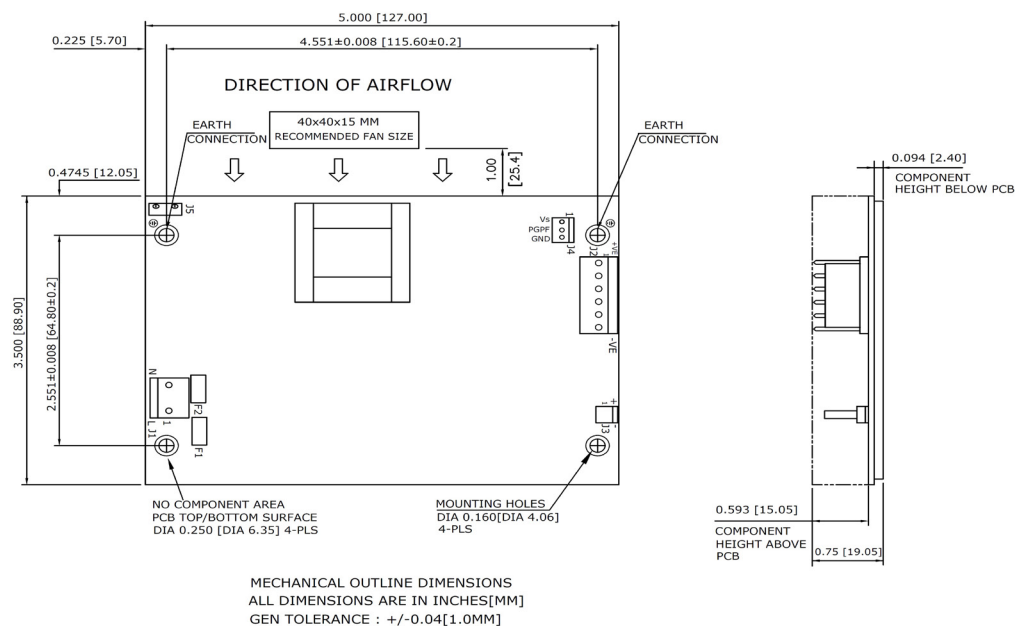 5.000 [127.00]
0.225 [5.70]
4.551±0.008 [115.60±0.2]
DIRECTION OF AIRFLOW
40x40x15 MM
RECOMMENDED FAN SIZE
EARTH
CONNECTION
EARTH
CONNECTION
1.00
[25.4]
0.094 [2.40]
COMPONENT
HEIGHT BELOW PCB
0.4745 [12.05]
J5
Vs
PGPF
GND
1
J4
J2
1
+VE
-VE
3.500 [88.90]
2.551±0.008 [64.80±0.2]
N
1
L
J1
F2
F1
+
1
-
J3
NO COMPONENT AREA
PCB TOP/BOTTOM SURFACE
DIA 0.250 [DIA 6.35] 4-PLS
MOUNTING HOLES
DIA 0.160[DIA 4.06]
4-PLS
0.593 [15.05]
COMPONENT
HEIGHT ABOVE
PCB
0.75 [19.05]
MECHANICAL OUTLINE DIMENSIONS
ALL DIMENSIONS ARE IN INCHES[MM]
GEN TOLERANCE : +/-0.04[1.0MM]